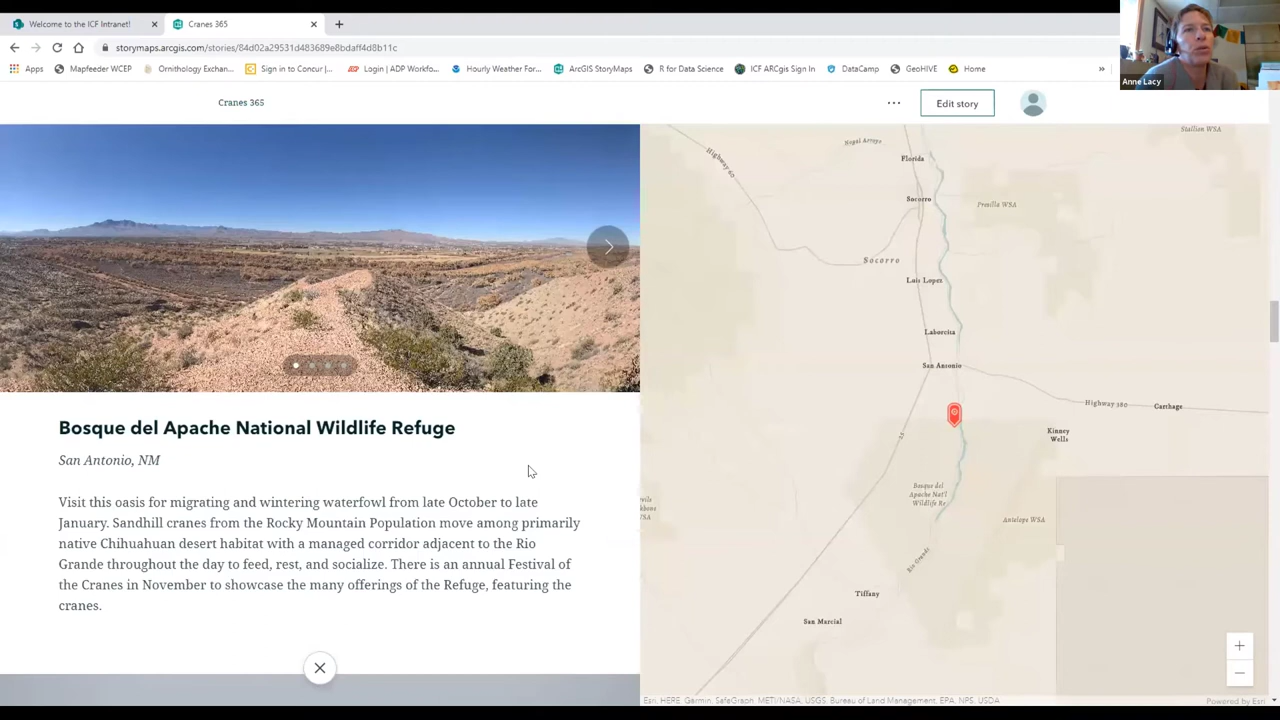 Welcome to the ICF Intranet!
Cranes 365
storymaps.arcgis.com/stories/84d02a29531d483689e8bdaff4d8b11c
Apps
Mapfeeder WCEP
Ornithology Exchan...
Sign in to Concur |...
Login | ADP Workfo...
Hourly Weather For...
ArcGIS StoryMaps
R for Data Science
ICF ARCgis Sign In
DataCamp
GeoHIVE
Home
»
Anne Lacy
Cranes 365
Edit story
Bosque del Apache National Wildlife Refuge
San Antonio, NM
Visit this oasis for migrating and wintering waterfowl from late October to late
January. Sandhill cranes from the Rocky Mountain Population move among primarily
native Chihuahuan desert habitat with a managed corridor adjacent to the Rio
Grande throughout the day to feed, rest, and socialize. There is an annual Festival of
the Cranes in November to showcase the many offerings of the Refuge, featuring the
cranes.
Stallion WSA
Nogal Arroyo
Highway 60
Florida
Socorro
Presilla WSA
Socorro
Luis Lopez
Laborcita
San Antonio
Highway 380
Carthage
Kinney
Wells
Bosque del
Apache Nat'l
Wildlife Re
WSA
Antelope WSA
Rio Grande
Tiffany
San Marcial
Esri, HERE, Garmin, SafeGraph, METI/NASA, USGS, Bureau of Land Management, EPA, NPS, USDA
Powered by Esri